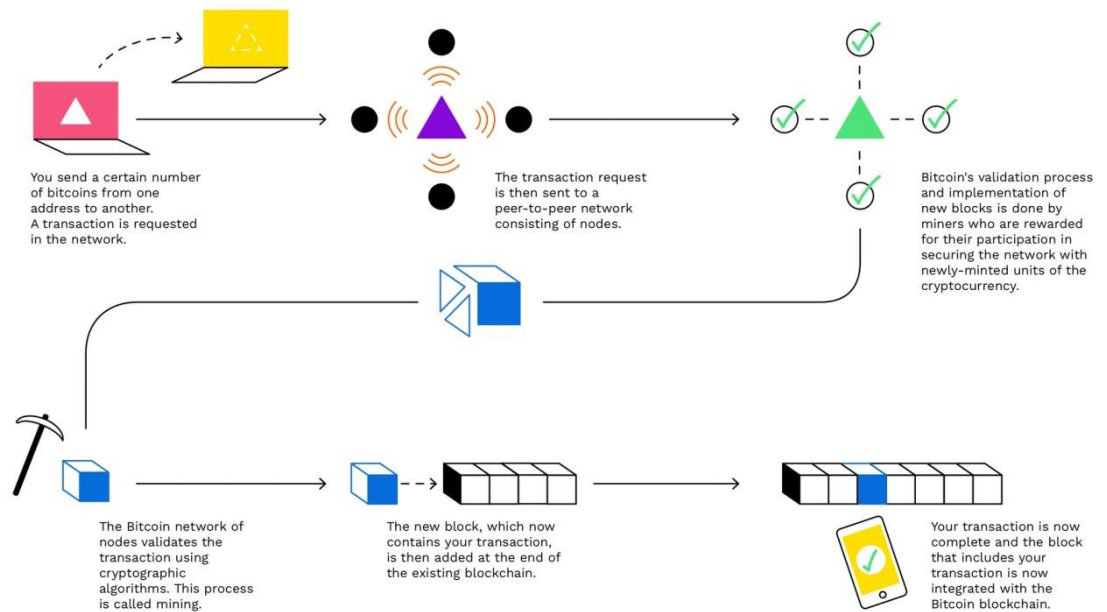 You send a certain number
of bitcoins from one
address to another.
A transaction is requested
in the network.
The transaction request
is then sent to a
peer-to-peer network
consisting of nodes.
Bitcoin's validation process
and implementation of
new blocks is done by
miners who are rewarded
for their participation in
securing the network with
newly-minted units of the
cryptocurrency.
The Bitcoin network of
nodes validates the
transaction using
cryptographic
algorithms. This process
is called mining.
The new block, which now
contains your transaction,
is then added at the end of
the existing blockchain.
Your transaction is now
complete and the block
that includes your
transaction is now
integrated with the
Bitcoin blockchain.